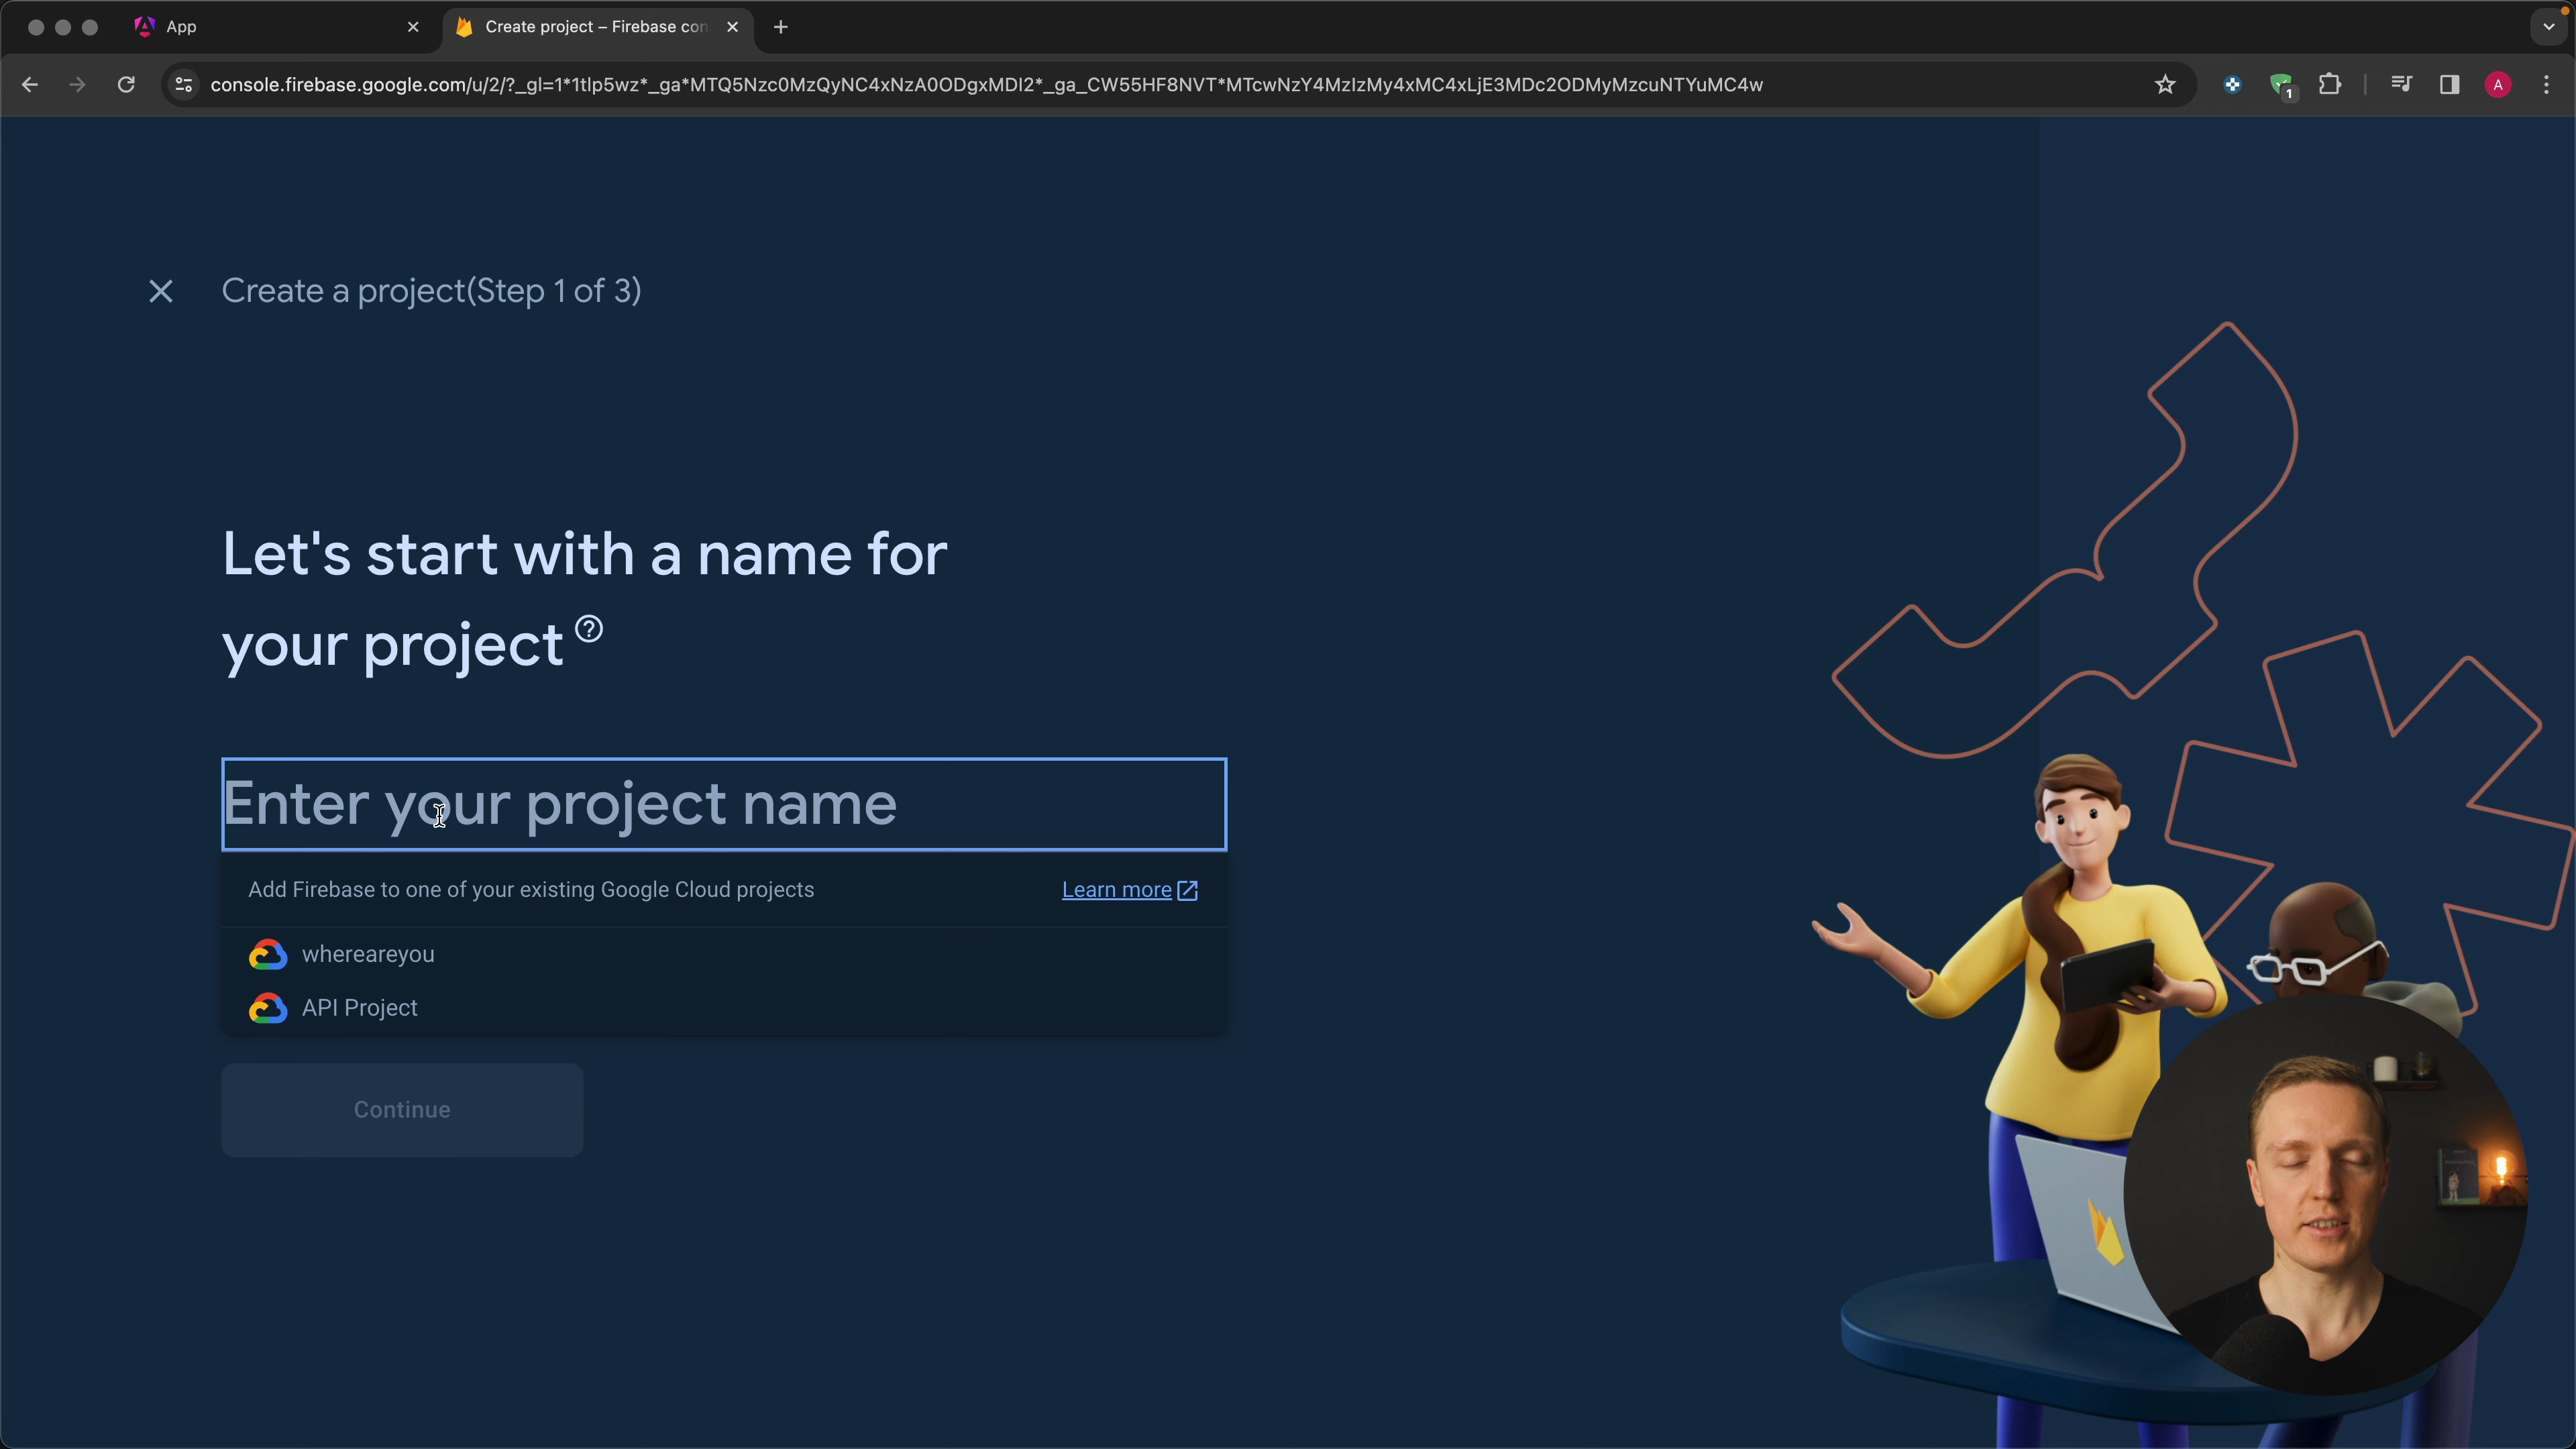 App
Create project – Firebase con
console.firebase.google.com/u/2/?_gl=1*1tlp5wz*_ga*MTQ5Nzc0MzQyNC4xNzA0ODgxMDI2*_ga_CW55HF8NVT*MTcwNzY4MzIzMy4xMC4xLjE3MDc2ODMyMzcuNTYuMC4w
1
A
Create a project(Step 1 of 3)
Let's start with a name for
your project
Enter your project name
Add Firebase to one of your existing Google Cloud projects
Learn more
whereareyou
API Project
Continue